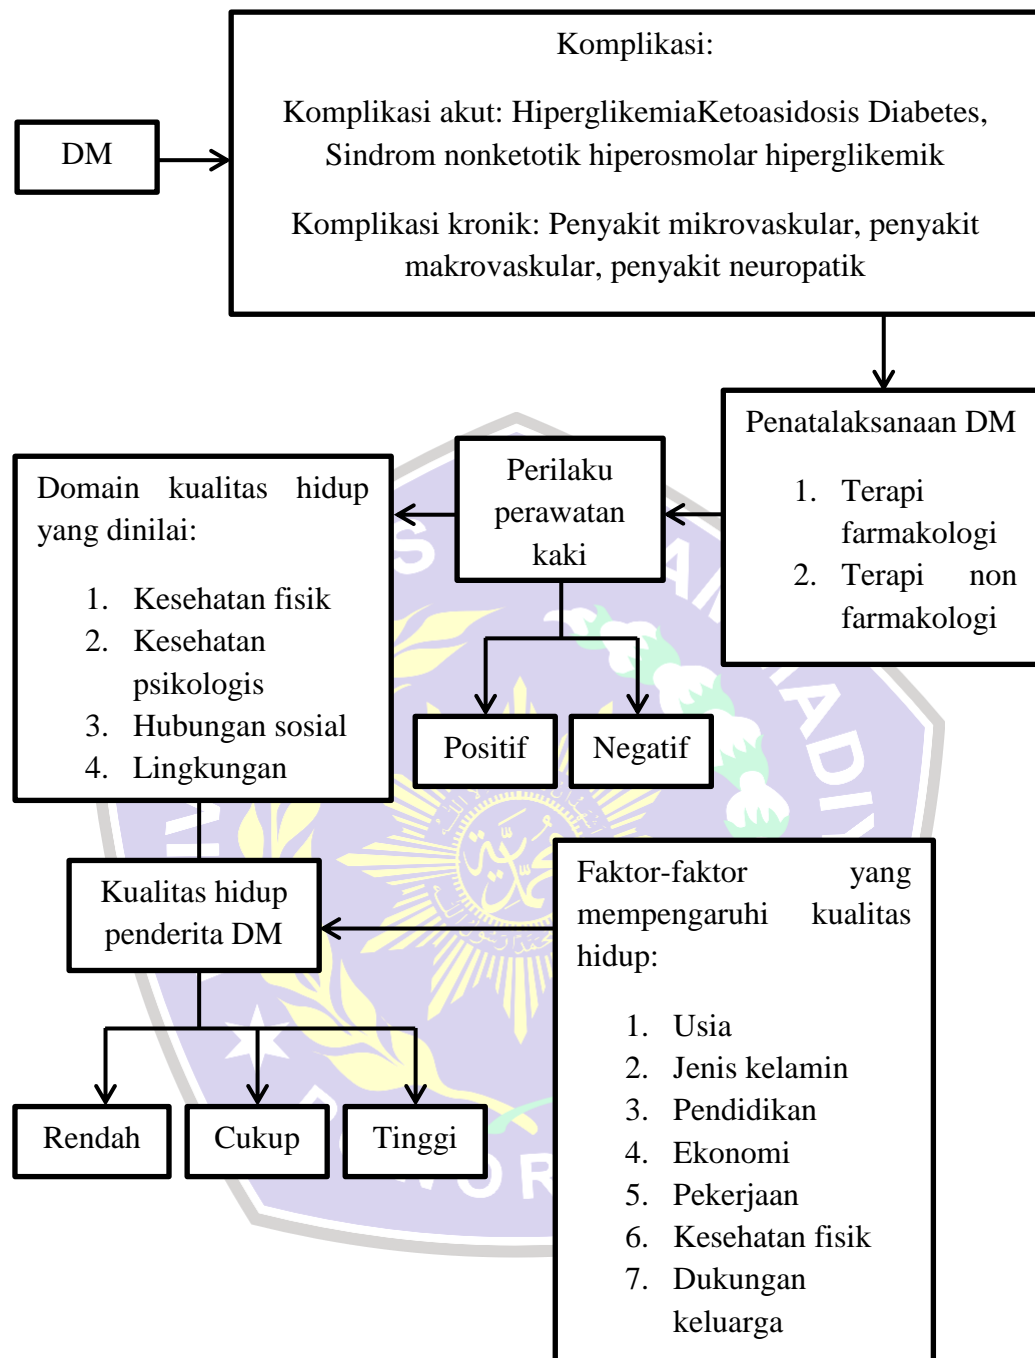 Komplikasi:
Komplikasi akut: HiperglikemiaKetoasidosis Diabetes,
Sindrom nonketotik hiperosmolar hiperglikemik
Komplikasi kronik: Penyakit mikrovaskular, penyakit
makrovaskular, penyakit neuropatik
DM
Penatalaksanaan DM
1. Terapi
farmakologi
2. Terapi non
farmakologi
Perilaku
perawatan
kaki
Positif
Negatif
Domain kualitas hidup
yang dinilai:
1. Kesehatan fisik
2. Kesehatan
psikologis
3. Hubungan sosial
4. Lingkungan
Kualitas hidup
penderita DM
Rendah
Cukup
Tinggi
Faktor-faktor yang
mempengaruhi kualitas
hidup:
1. Usia
2. Jenis kelamin
3. Pendidikan
4. Ekonomi
5. Pekerjaan
6. Kesehatan fisik
7. Dukungan
keluarga